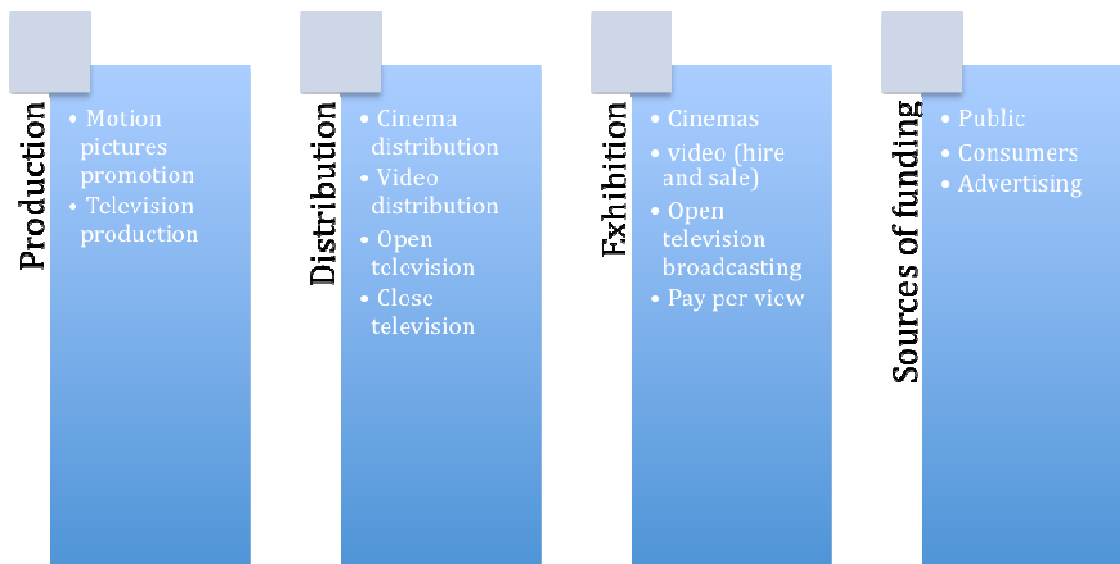 Production
• Motion
pictures
promotion
• Television
production
Distribution
• Cinema
distribution
• Video
distribution
• Open
television
• Close
television
Exhibition
• Cinemas
• video (hire
and sale)
• Open
television
broadcasting
• Pay per view
Sources of funding
• Public
• Consumers
• Advertising